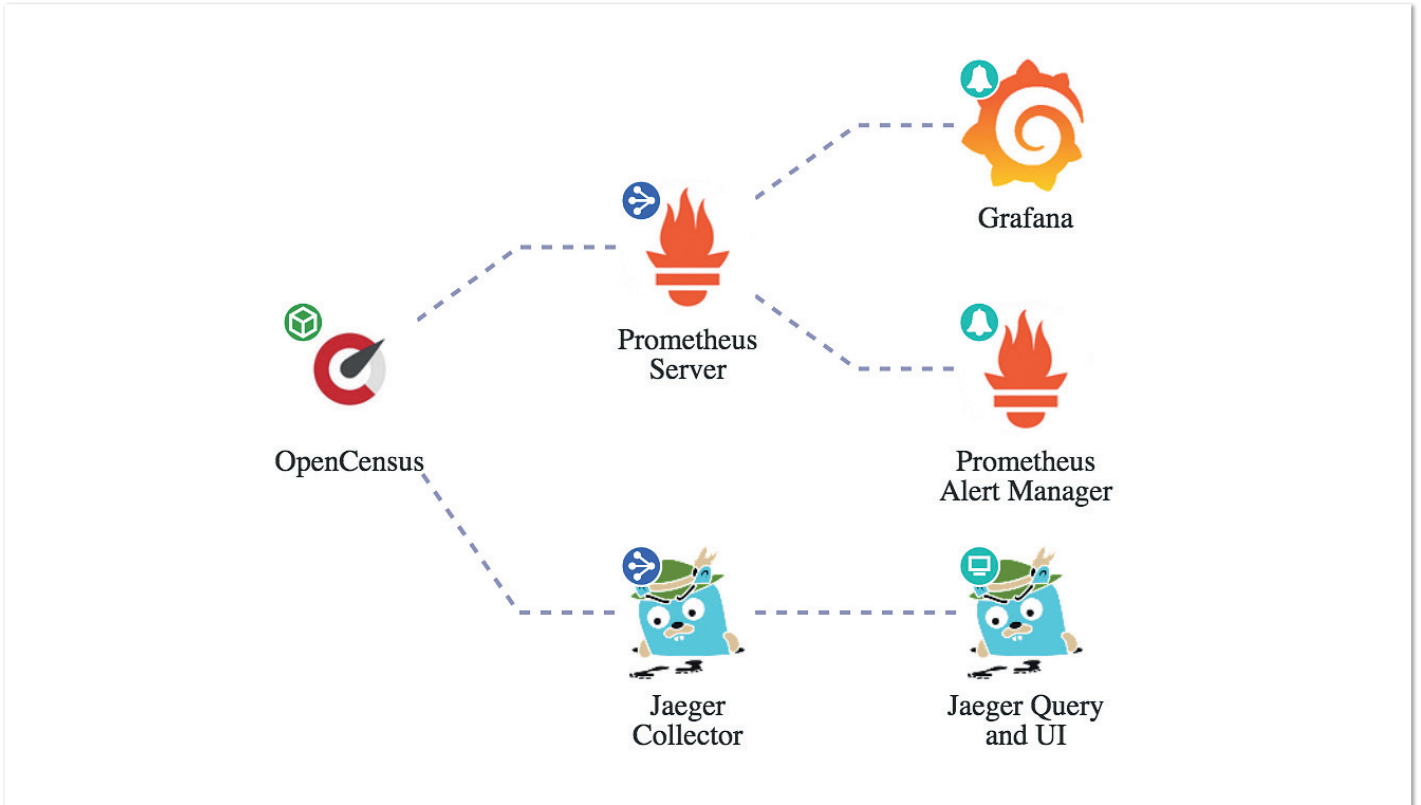 Grafana
Prometheus
Server
OpenCensus
Prometheus
Alert Manager
Jaeger
Collector
Jaeger Query
and UI